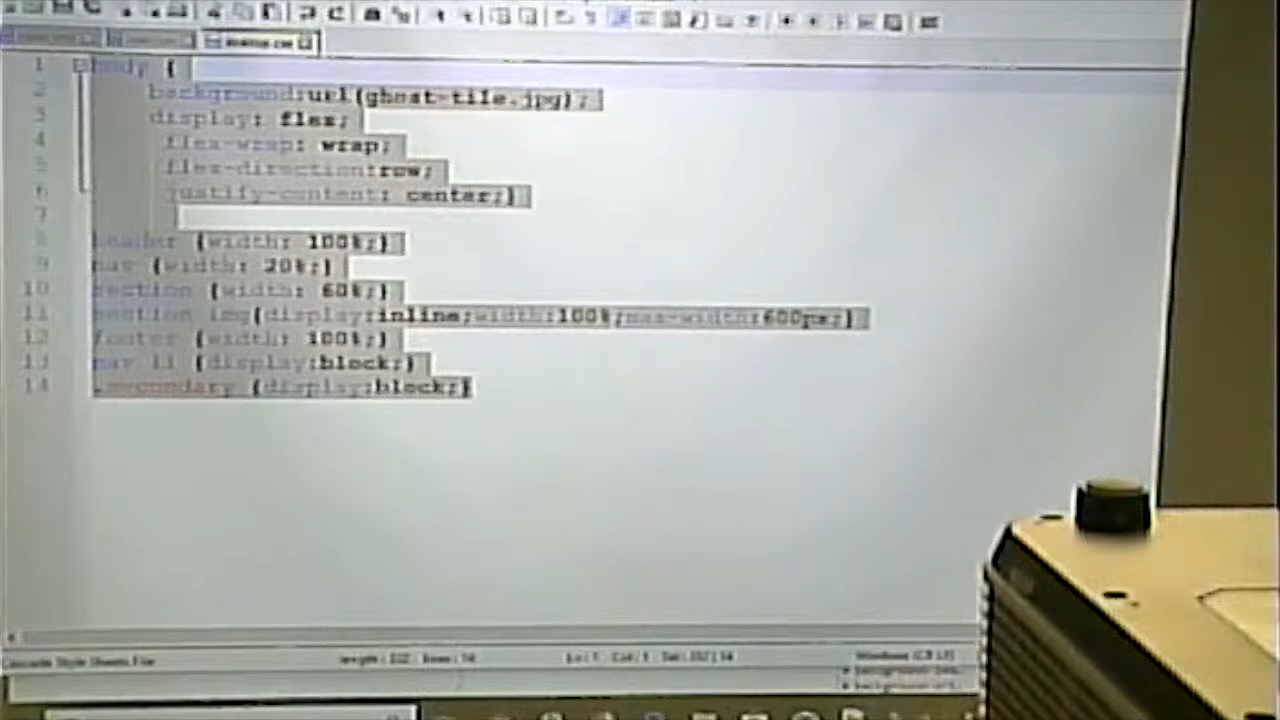 1 body {
2 background:url(ghost-tile.jpg);
3 display: flex;
4 flex-wrap: wrap;
5 flex-direction:row;
6 justify-content: center;}
7
8 header {width: 100%;}
9 nav {width: 20%;}
10 section {width: 60%;}
11 section img{display:inline;width:100%;max-width:600px;}
12 footer {width: 100%;}
13 nav li {display:block;}
14 .secondary {display:block;}
Cascade Style Sheets File